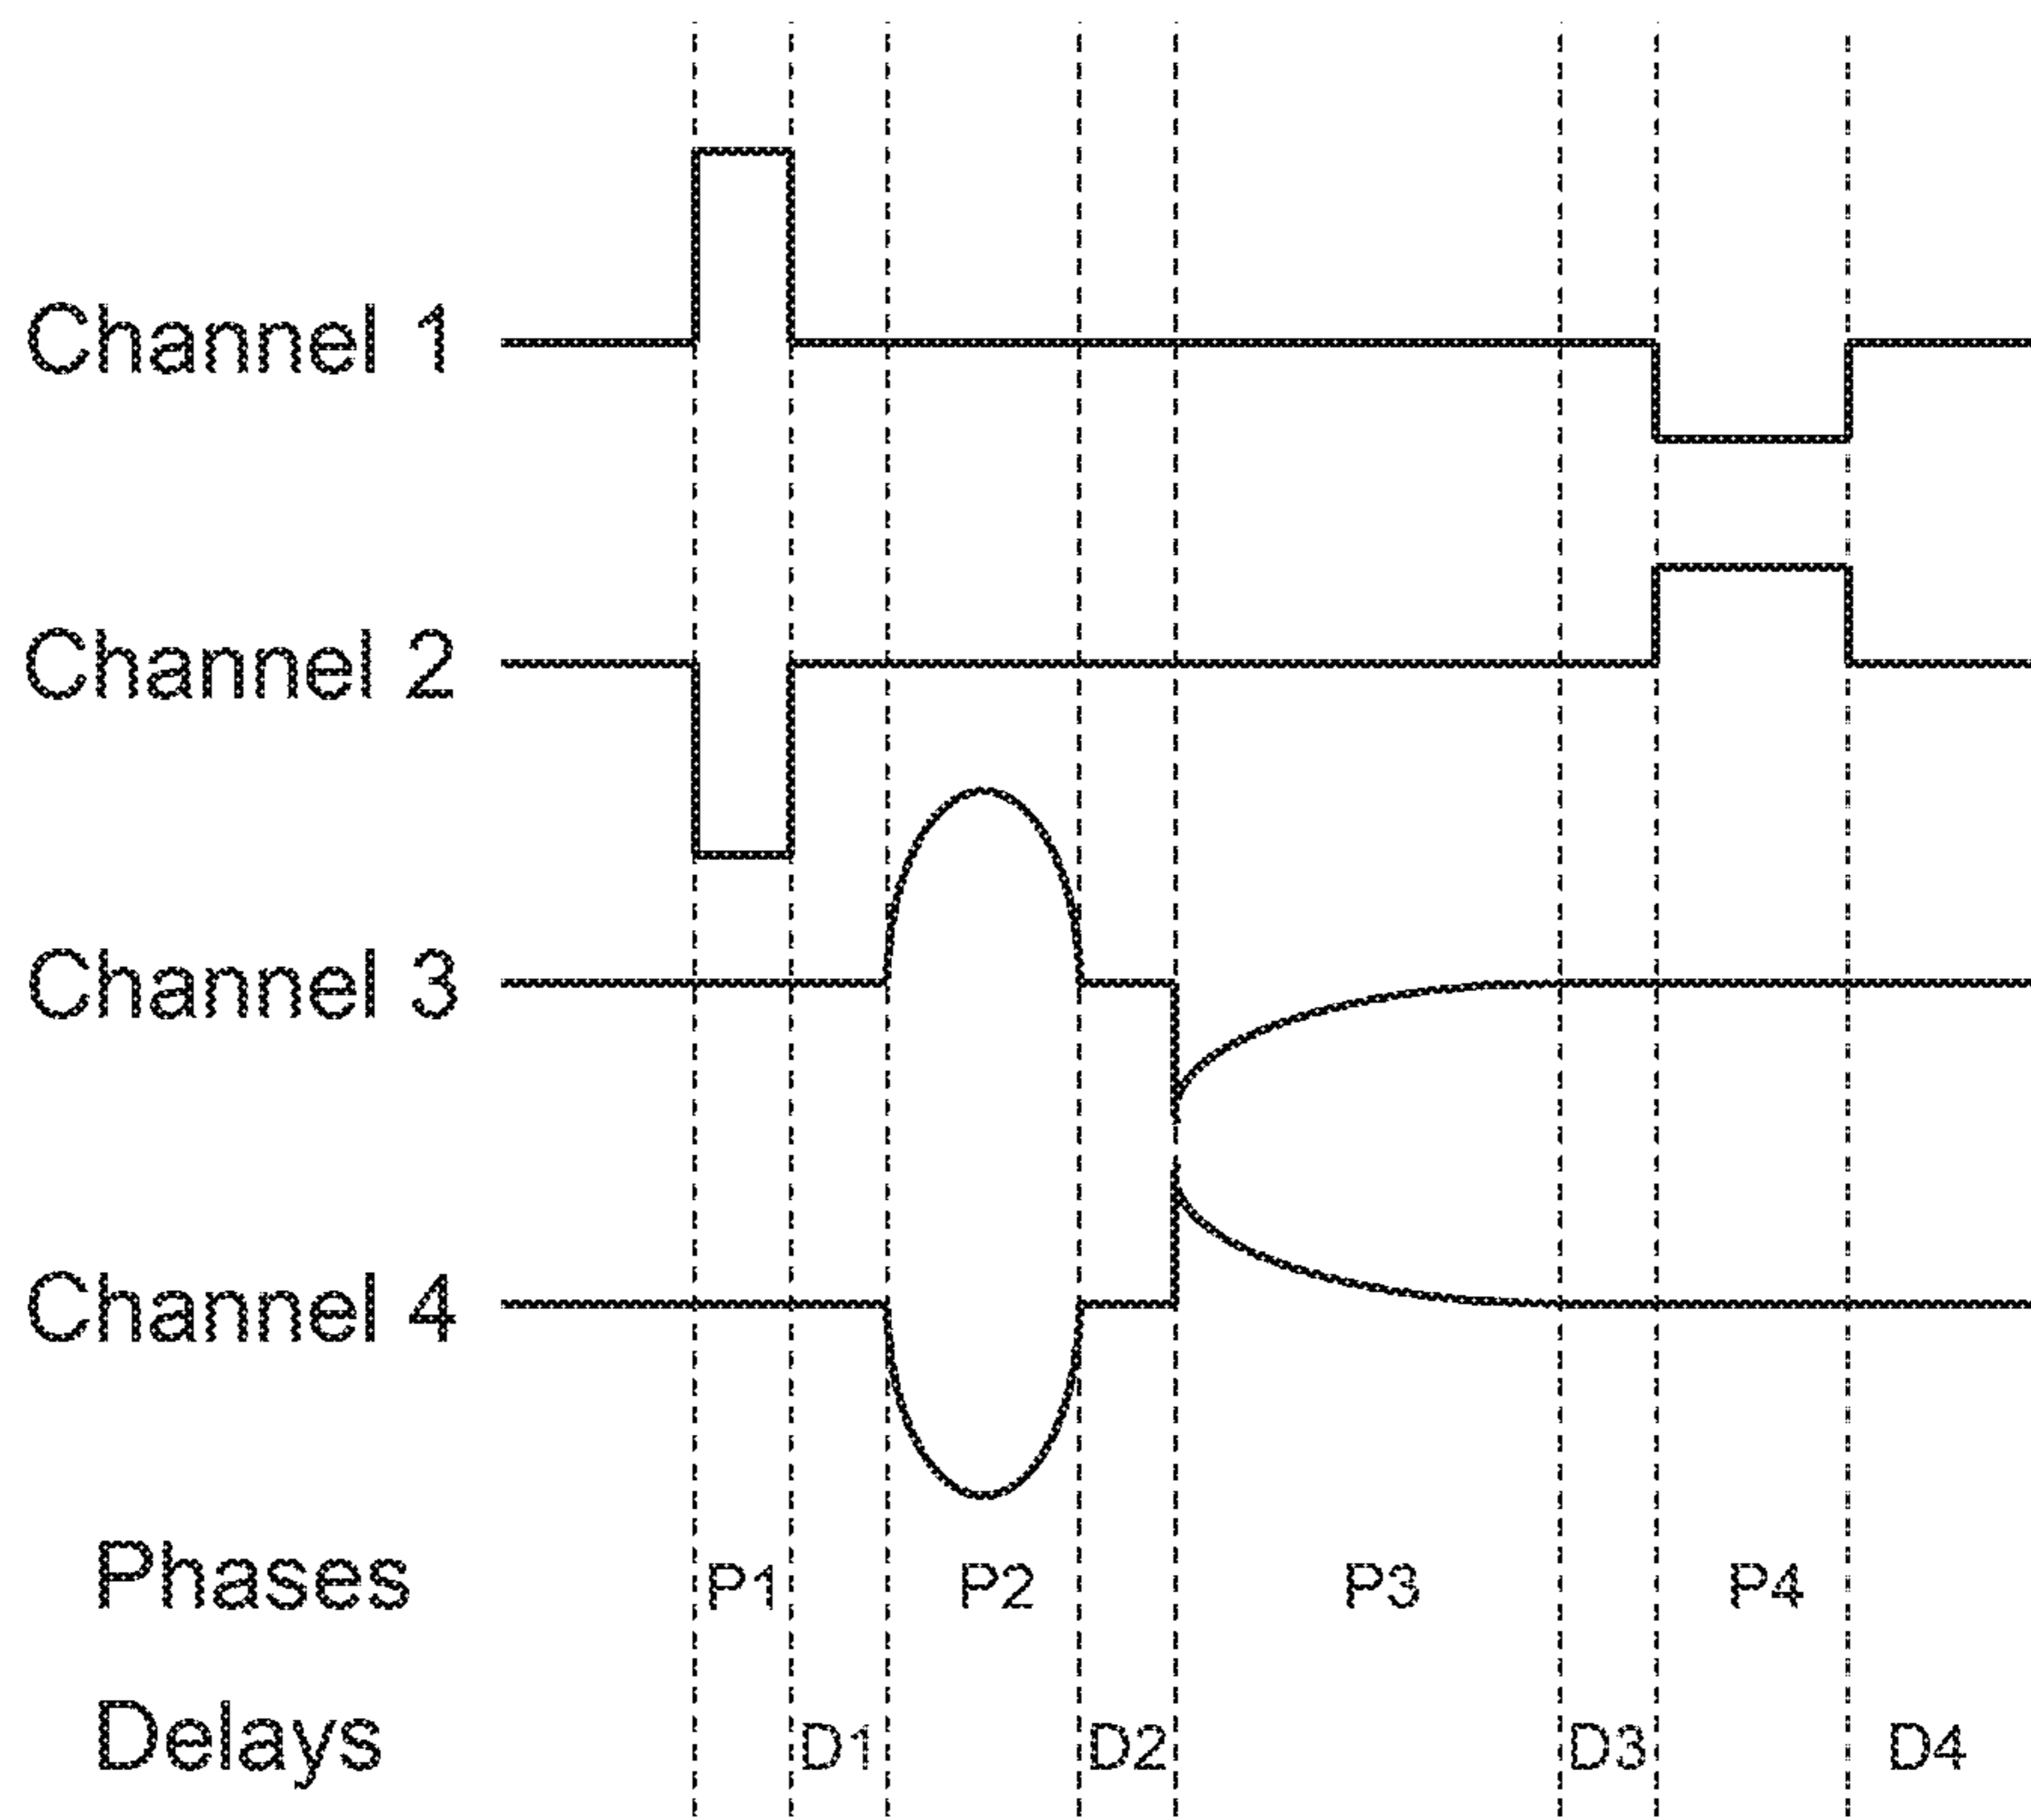 Channel 1
Channel 2
Channel 3
Channel 4
Phases P1 P2 P3 P4
Delays D1 D2 D3 D4